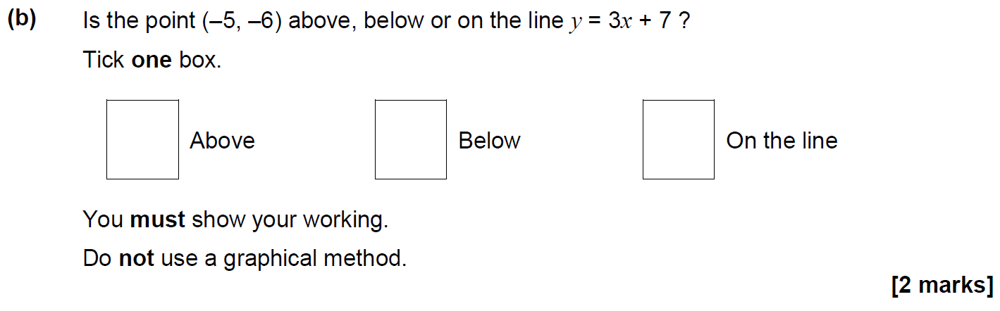 (b) Is the point (–5, –6) above, below or on the line y = 3x + 7 ?
Tick one box.
Above Below On the line
You must show your working.
Do not use a graphical method.
[2 marks]